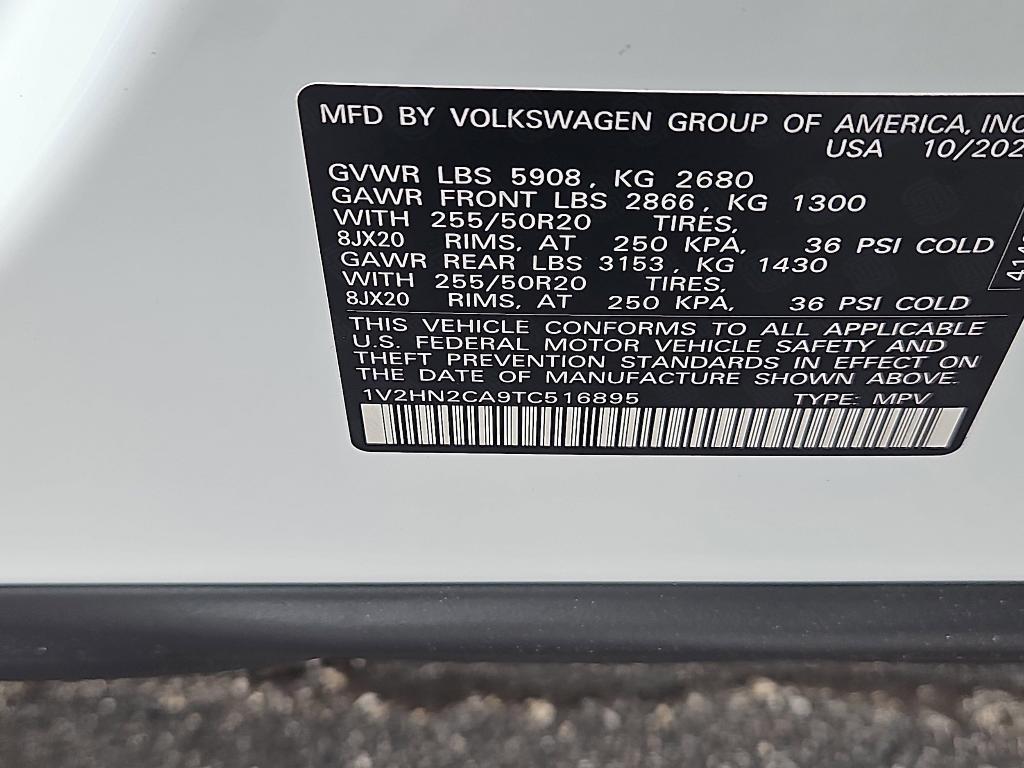 MFD BY VOLKSWAGEN GROUP OF AMERICA, INC
USA 10/202
GVWR LBS 5908, KG 2680
GAWR FRONT LBS 2866, KG 1300
WITH 255/50R20 TIRES,
8JX20 RIMS, AT 250 KPA, 36 PSI COLD
GAWR REAR LBS 3153, KG 1430
WITH 255/50R20 TIRES,
8JX20 RIMS, AT 250 KPA, 36 PSI COLD
THIS VEHICLE CONFORMS TO ALL APPLICABLE
U.S. FEDERAL MOTOR VEHICLE SAFETY AND
THEFT PREVENTION STANDARDS IN EFFECT ON
THE DATE OF MANUFACTURE SHOWN ABOVE.
1V2HN2CA9TC516895 TYPE: MPV